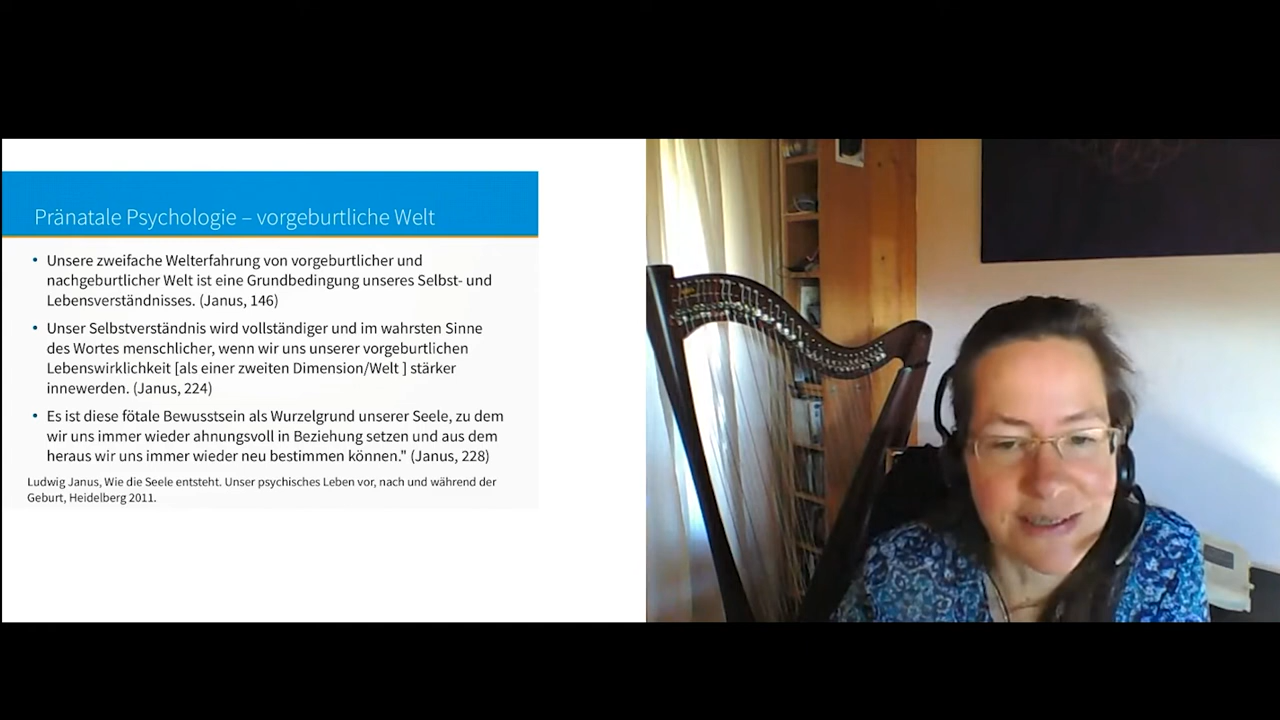 Pränatale Psychologie – vorgeburtliche Welt
• Unsere zweifache Welterfahrung von vorgeburtlicher und
nachgeburtlicher Welt ist eine Grundbedingung unseres Selbst- und
Lebensverständnisses. (Janus, 146)
• Unser Selbstverständnis wird vollständiger und im wahrsten Sinne
des Wortes menschlicher, wenn wir uns unserer vorgeburtlichen
Lebenswirklichkeit [als einer zweiten Dimension/Welt ] stärker
innewerden. (Janus, 224)
• Es ist diese fötale Bewusstsein als Wurzelgrund unserer Seele, zu dem
wir uns immer wieder ahnungsvoll in Beziehung setzen und aus dem
heraus wir uns immer wieder neu bestimmen können." (Janus, 228)
Ludwig Janus, Wie die Seele entsteht. Unser psychisches Leben vor, nach und während der
Geburt, Heidelberg 2011.